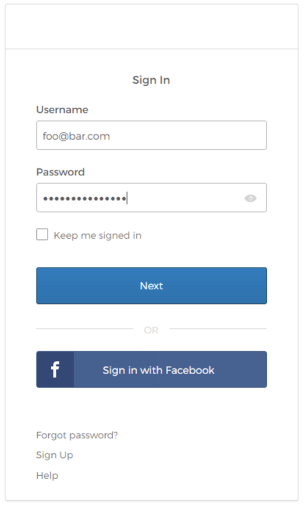 Sign In
Username
foo@bar.com
Password
•••••••••••••••
Keep me signed in
Next
OR
f
Sign in with Facebook
Forgot password?
Sign Up
Help